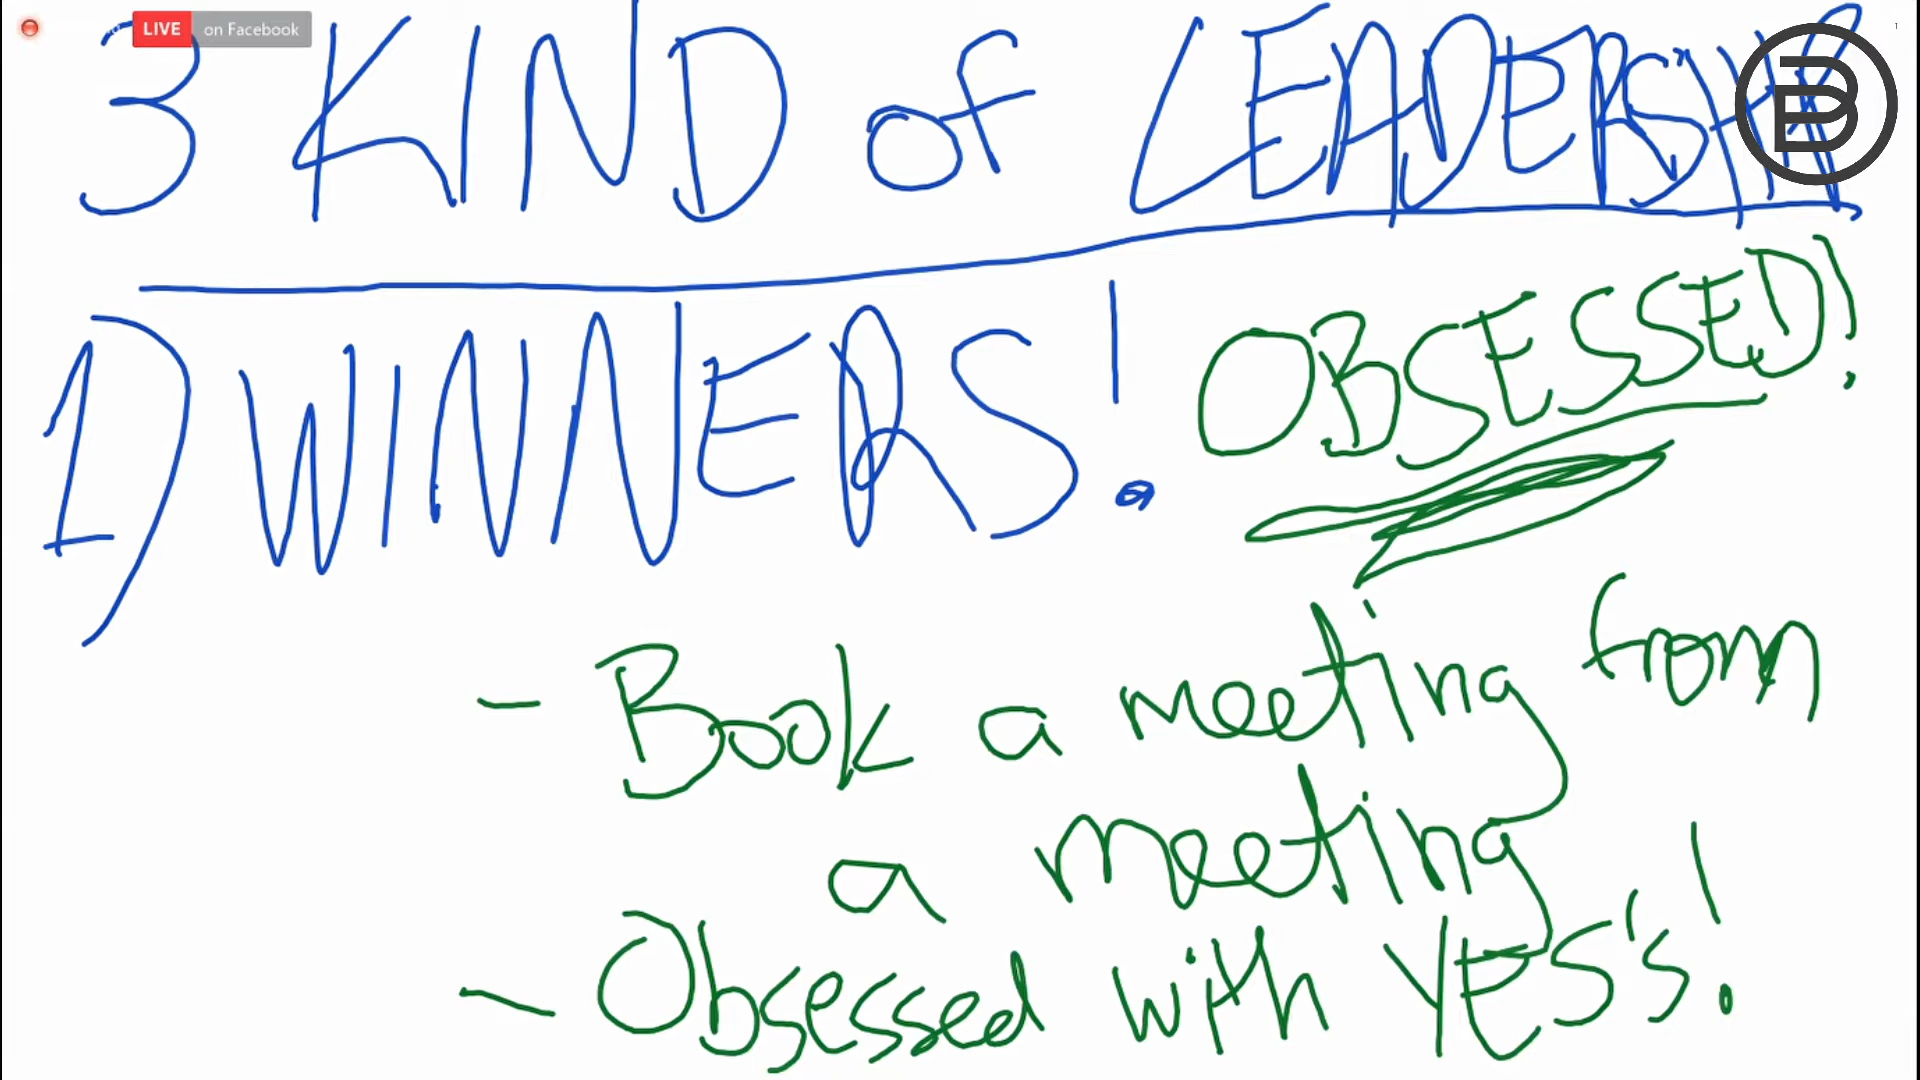 LIVE on Facebook
3 KIND of LEADERSHIP
1) WINNERS! OBSESSED!
- Book a meeting from
a meeting
- Obsessed with YES's!